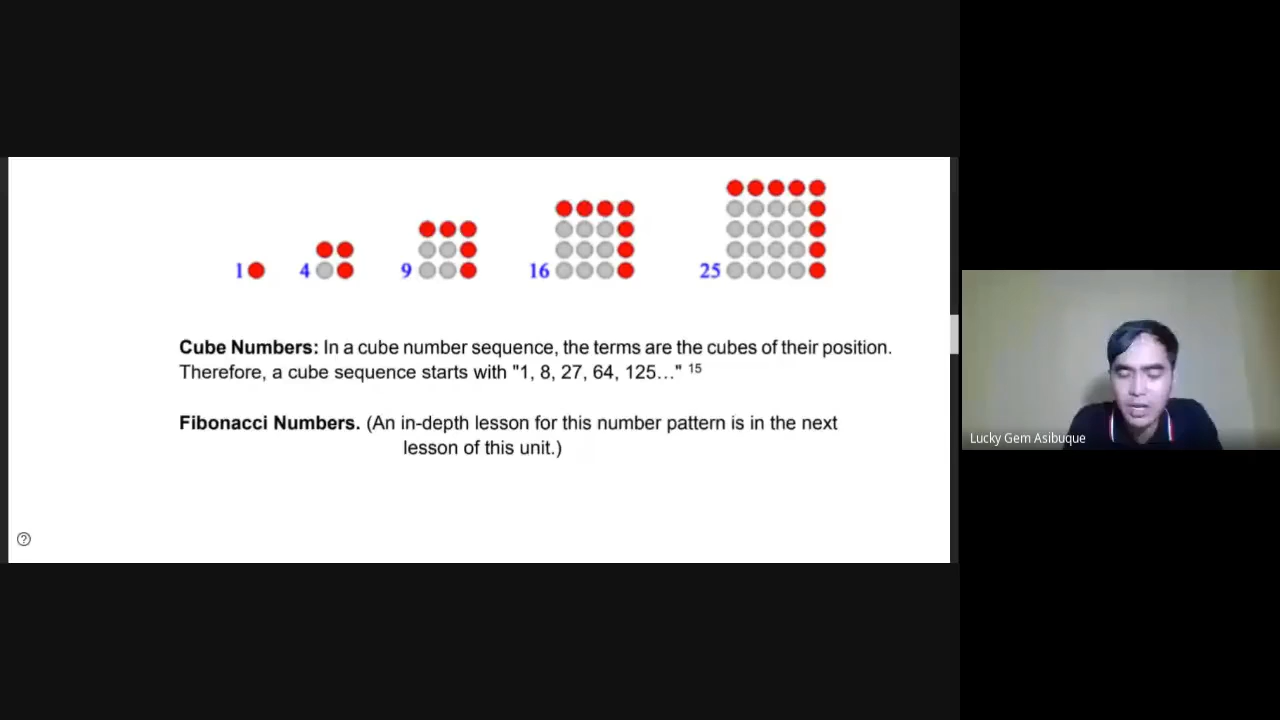 1 4 9 16 25
Cube Numbers: In a cube number sequence, the terms are the cubes of their position.
Therefore, a cube sequence starts with "1, 8, 27, 64, 125…" 15
Fibonacci Numbers. (An in-depth lesson for this number pattern is in the next
lesson of this unit.)
?
Lucky Gem Asibuque